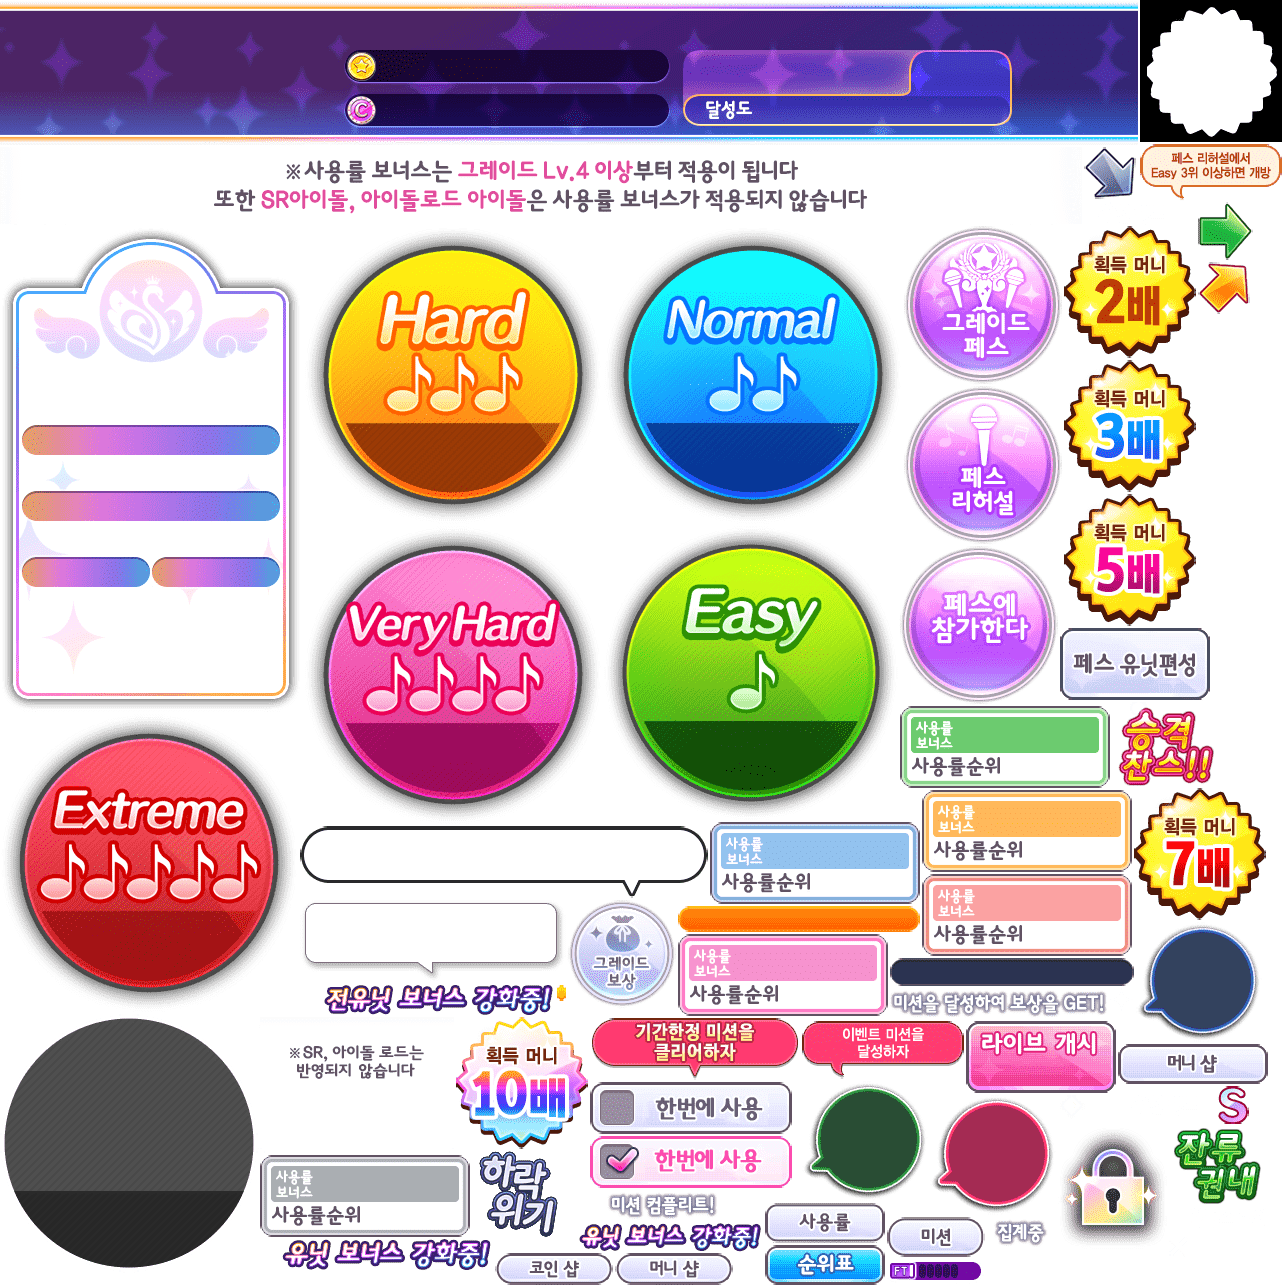 달성도
※사용률 보너스는 그레이드 Lv.4 이상부터 적용이 됩니다
또한 SR아이돌, 아이돌로드 아이돌은 사용률 보너스가 적용되지 않습니다
페스 리허설에서
Easy 3위 이상하면 개방
Hard
Normal
그레이드
페스
획득 머니
2배
획득 머니
3배
페스
리허설
획득 머니
5배
Very Hard
Easy
페스에
참가한다
페스 유닛편성
사용률
보너스
사용률순위
승격
찬스!!
Extreme
사용률
보너스
사용률순위
사용률
보너스
사용률순위
획득 머니
7배
사용률
보너스
사용률순위
그레이드
보상
사용률
보너스
사용률순위
전유닛 보너스 강화중!
미션을 달성하여 보상을 GET!
※SR, 아이돌 로드는
반영되지 않습니다
획득 머니
10배
기간한정 미션을
클리어하자
이벤트 미션을
달성하자
라이브 개시
머니 샵
한번에 사용
한번에 사용
S
잔류
권내
사용률
보너스
사용률순위
하락
위기
미션 컴플리트!
유닛 보너스 강화중!
유닛 보너스 강화중!
사용률
미션
집계중
코인 샵
머니 샵
순위표
FT